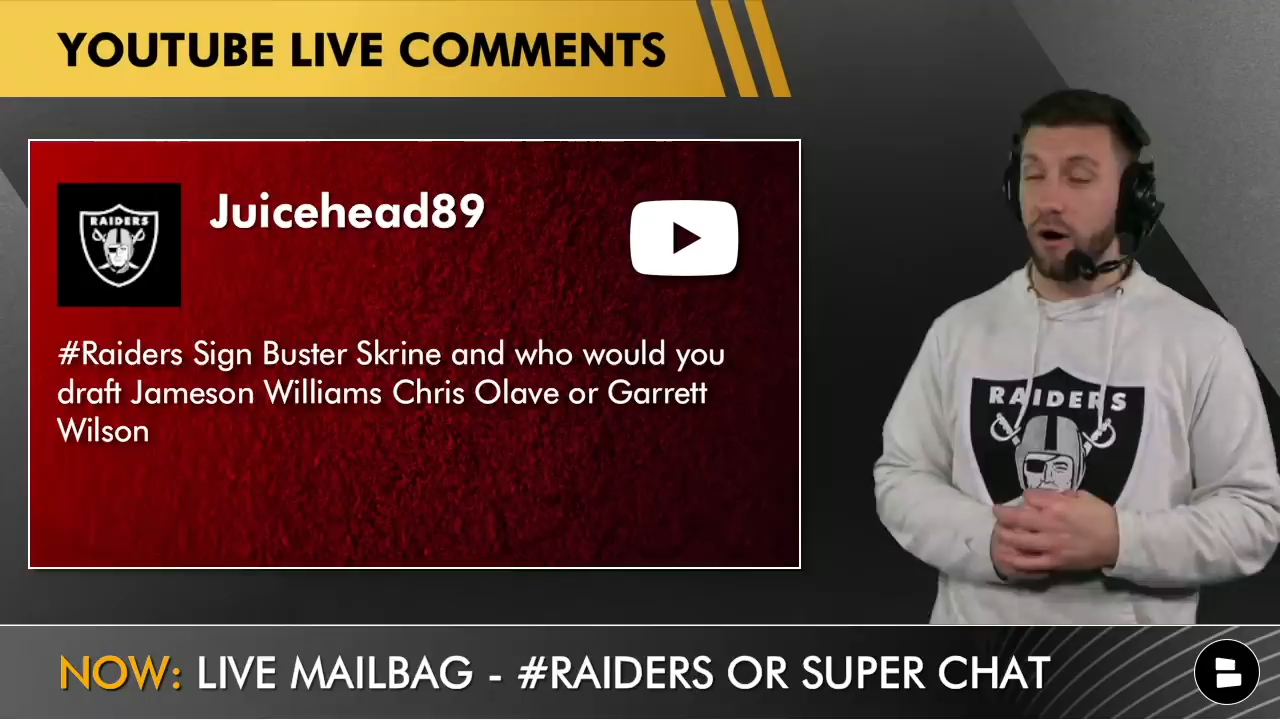 YOUTUBE LIVE COMMENTS
RAIDERS
Juicehead89
#Raiders Sign Buster Skrine and who would you
draft Jameson Williams Chris Olave or Garrett
Wilson
RAIDERS
NOW: LIVE MAILBAG - #RAIDERS OR SUPER CHAT